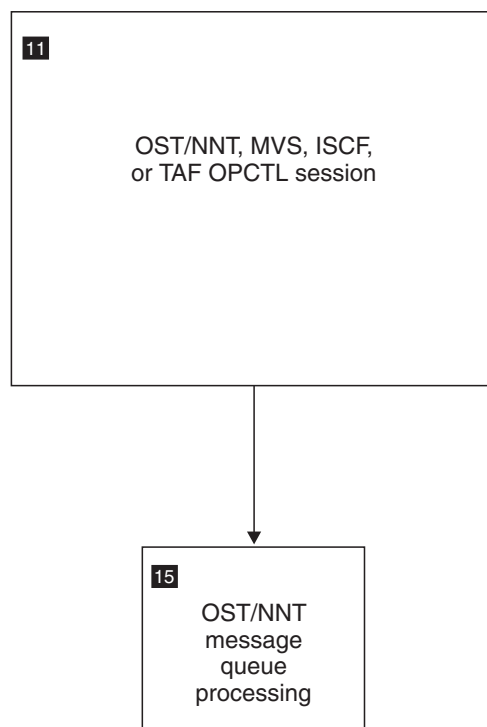 11
OST/NNT, MVS, ISCF,
or TAF OPCTL session
15
OST/NNT
message
queue
processing